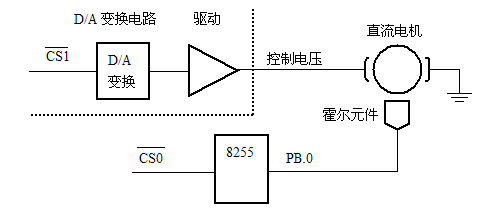 D/A 变换电路
驱动
直流电机
CS1
D/A
变换
控制电压
霍尔元件
CS0
8255
PB.0